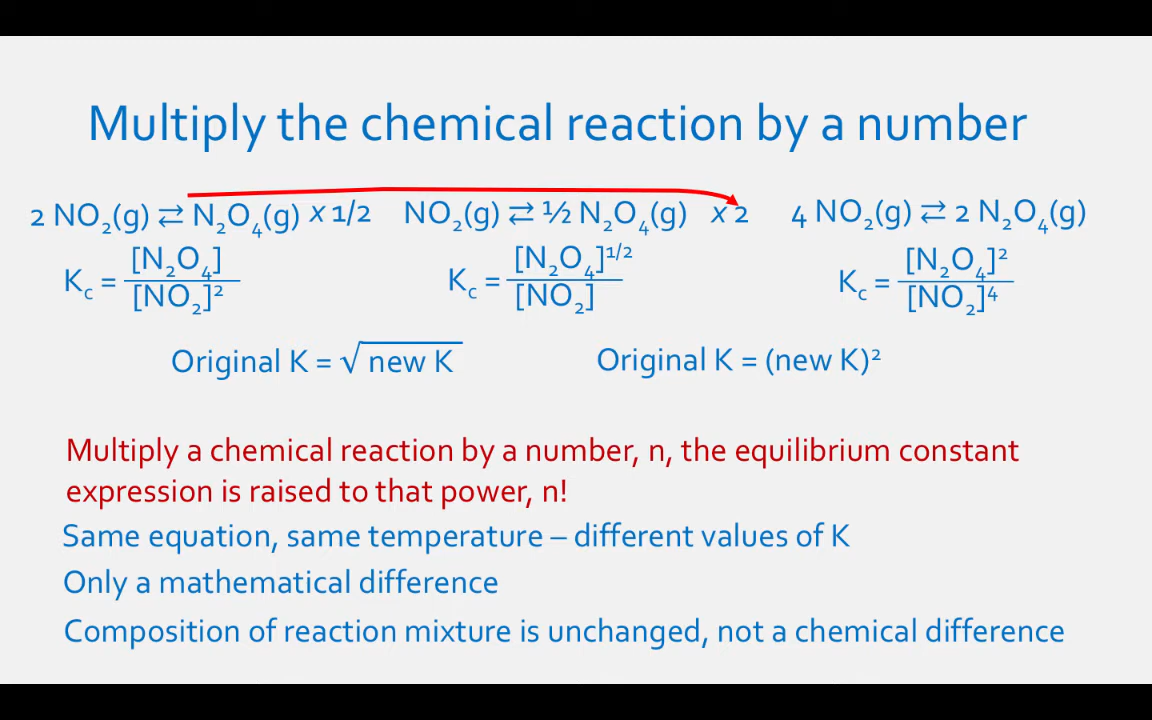 Multiply the chemical reaction by a number
2 NO₂(g) ⇄ N₂O₄(g) x 1/2 NO₂(g) ⇄ ½ N₂O₄(g) x 2 4 NO₂(g) ⇄ 2 N₂O₄(g)
K꜀ = [N₂O₄] / [NO₂]² K꜀ = [N₂O₄]¹/² / [NO₂] K꜀ = [N₂O₄]² / [NO₂]⁴
Original K = √ new K Original K = (new K)²
Multiply a chemical reaction by a number, n, the equilibrium constant
expression is raised to that power, n!
Same equation, same temperature – different values of K
Only a mathematical difference
Composition of reaction mixture is unchanged, not a chemical difference